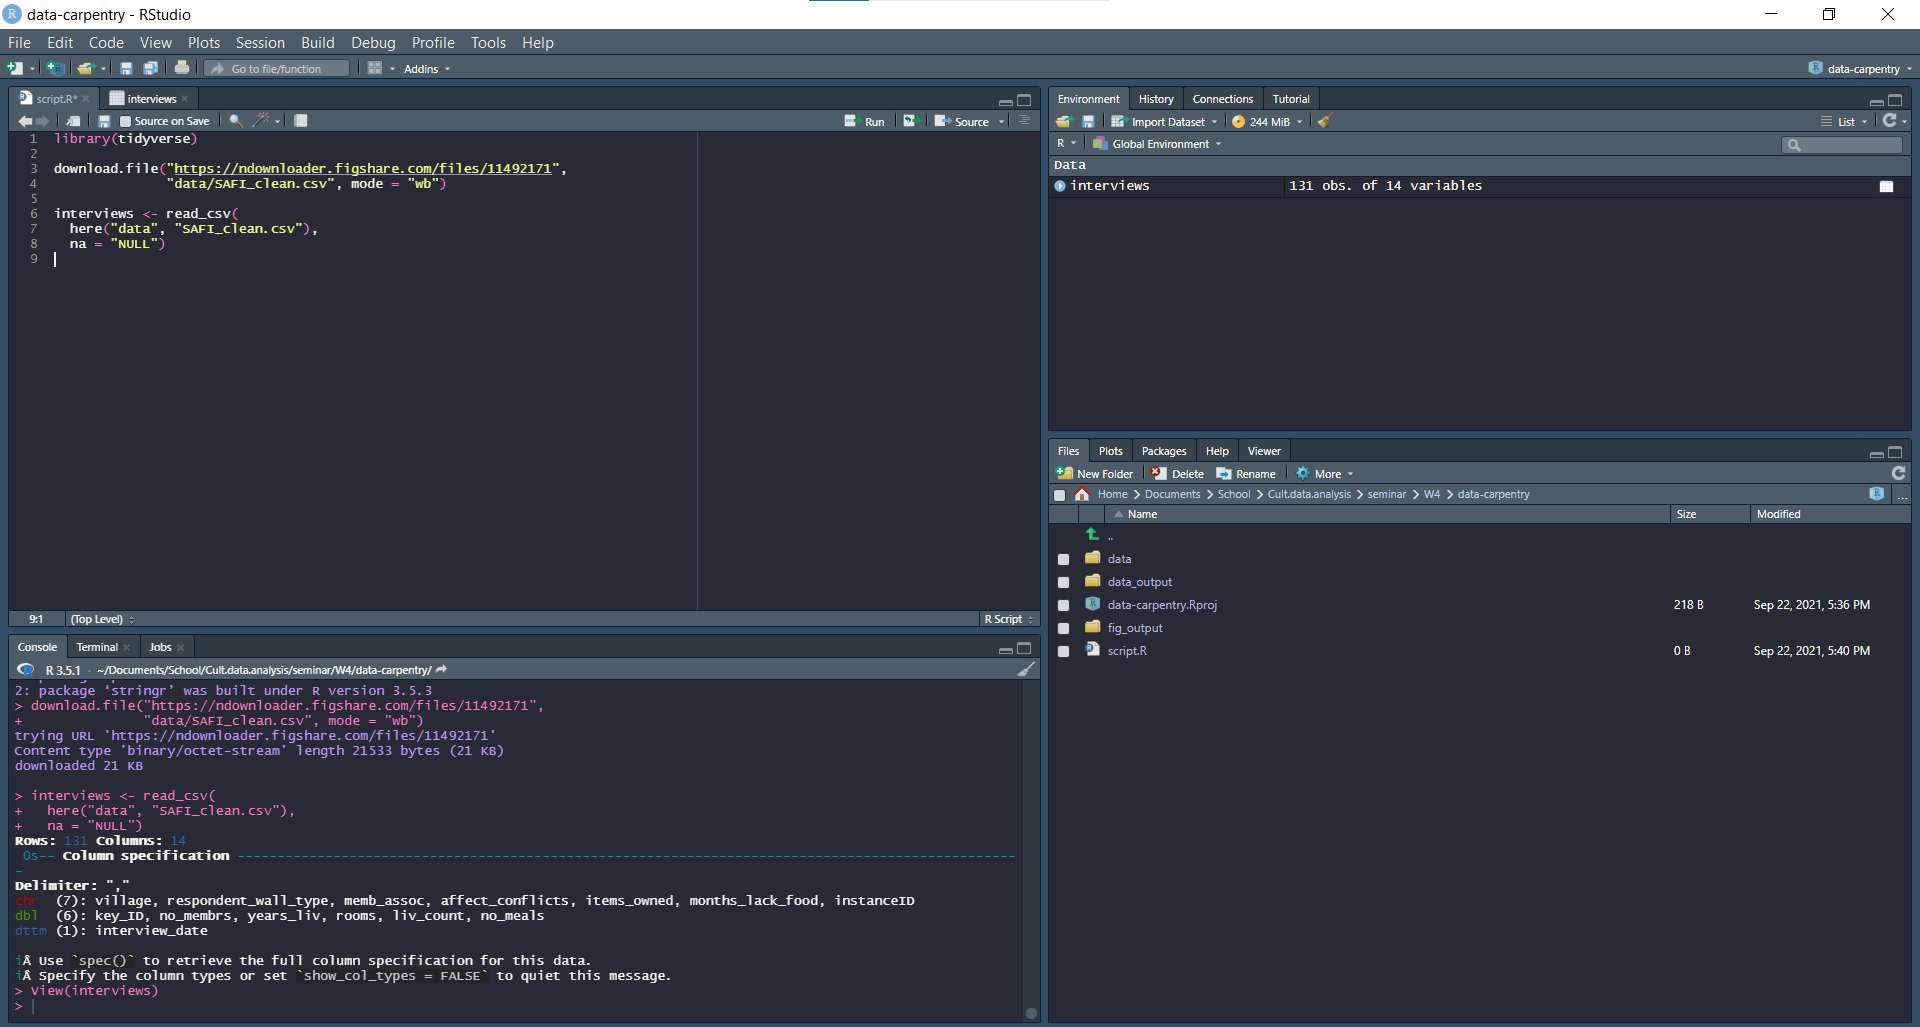 data-carpentry - RStudio
File Edit Code View Plots Session Build Debug Profile Tools Help
Go to file/function Addins data-carpentry
script.R* interviews
Source on Save Run Source
1 library(tidyverse)
2
3 download.file("https://ndownloader.figshare.com/files/11492171",
4 "data/SAFI_clean.csv", mode = "wb")
5
6 interviews <- read_csv(
7 here("data", "SAFI_clean.csv"),
8 na = "NULL")
9
9:1 (Top Level) R Script
Console Terminal Jobs
R 3.5.1 · ~/Documents/School/Cult.data.analysis/seminar/W4/data-carpentry/
2: package 'stringr' was built under R version 3.5.3
> download.file("https://ndownloader.figshare.com/files/11492171",
+ "data/SAFI_clean.csv", mode = "wb")
trying URL 'https://ndownloader.figshare.com/files/11492171'
Content type 'binary/octet-stream' length 21533 bytes (21 KB)
downloaded 21 KB
> interviews <- read_csv(
+ here("data", "SAFI_clean.csv"),
+ na = "NULL")
Rows: 131 Columns: 14
0s-- Column specification --------------------------------------------------------------------------------------------------
-
Delimiter: ","
chr (7): village, respondent_wall_type, memb_assoc, affect_conflicts, items_owned, months_lack_food, instanceID
dbl (6): key_ID, no_membrs, years_liv, rooms, liv_count, no_meals
dttm (1): interview_date
iÂ Use `spec()` to retrieve the full column specification for this data.
iÂ Specify the column types or set `show_col_types = FALSE` to quiet this message.
> View(interviews)
>
Environment History Connections Tutorial
Import Dataset 244 MiB List
R Global Environment
Data
interviews 131 obs. of 14 variables
Files Plots Packages Help Viewer
New Folder Delete Rename More
Home > Documents > School > Cult.data.analysis > seminar > W4 > data-carpentry ...
Name Size Modified
..
data
data_output
data-carpentry.Rproj 218 B Sep 22, 2021, 5:36 PM
fig_output
script.R 0 B Sep 22, 2021, 5:40 PM